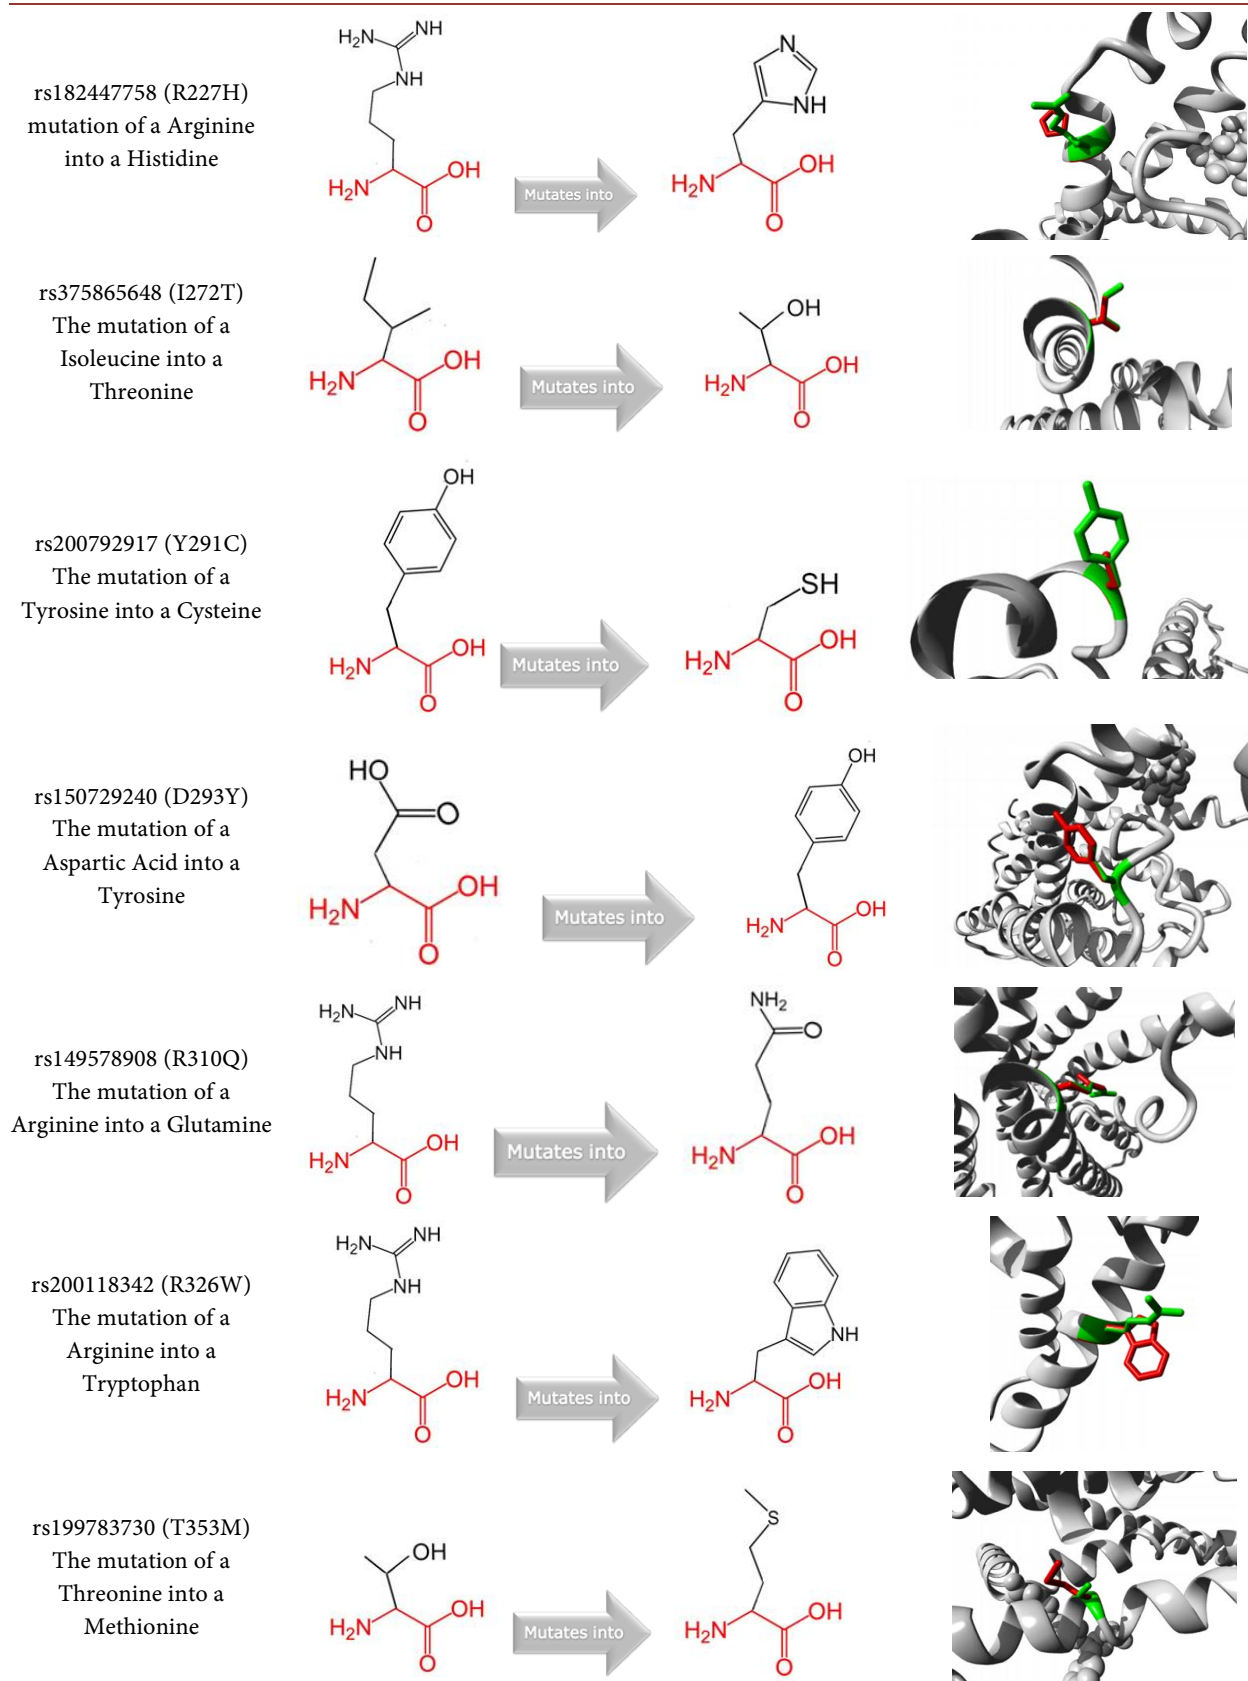 rs182447758 (R227H)
mutation of a Arginine
into a Histidine
H₂N NH
NH
H₂N OH
O
Mutates into
N
NH
H₂N OH
O
rs375865648 (I272T)
The mutation of a
Isoleucine into a
Threonine
H₂N OH
O
Mutates into
OH
H₂N OH
O
rs200792917 (Y291C)
The mutation of a
Tyrosine into a Cysteine
OH
H₂N OH
O
Mutates into
SH
H₂N OH
O
rs150729240 (D293Y)
The mutation of a
Aspartic Acid into a
Tyrosine
HO
O
H₂N OH
O
Mutates into
OH
H₂N OH
O
rs149578908 (R310Q)
The mutation of a
Arginine into a Glutamine
H₂N NH
NH
H₂N OH
O
Mutates into
NH₂
O
H₂N OH
O
rs200118342 (R326W)
The mutation of a
Arginine into a
Tryptophan
H₂N NH
NH
H₂N OH
O
Mutates into
NH
H₂N OH
O
rs199783730 (T353M)
The mutation of a
Threonine into a
Methionine
OH
H₂N OH
O
Mutates into
S
H₂N OH
O